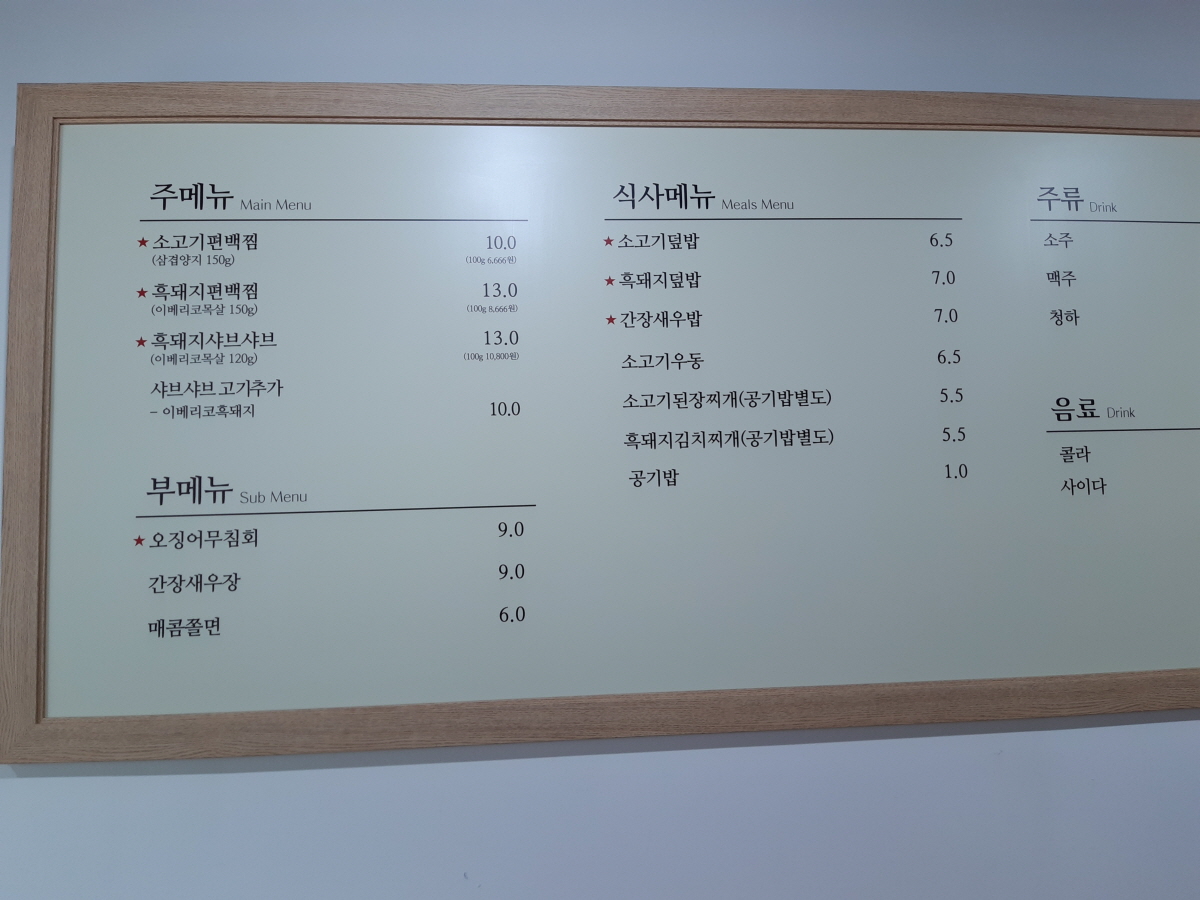 주메뉴 Main Menu
★ 소고기편백찜 10.0
(삼겹양지 150g) (100g 6,666원)
★ 흑돼지편백찜 13.0
(이베리코목살 150g) (100g 8,666원)
★ 흑돼지샤브샤브 13.0
(이베리코목살 120g) (100g 10,800원)
샤브샤브 고기추가
- 이베리코흑돼지 10.0
부메뉴 Sub Menu
★ 오징어무침회 9.0
간장새우장 9.0
매콤쫄면 6.0
식사메뉴 Meals Menu
★ 소고기덮밥 6.5
★ 흑돼지덮밥 7.0
★ 간장새우밥 7.0
소고기우동 6.5
소고기된장찌개(공기밥별도) 5.5
흑돼지김치찌개(공기밥별도) 5.5
공기밥 1.0
주류 Drink
소주
맥주
청하
음료 Drink
콜라
사이다